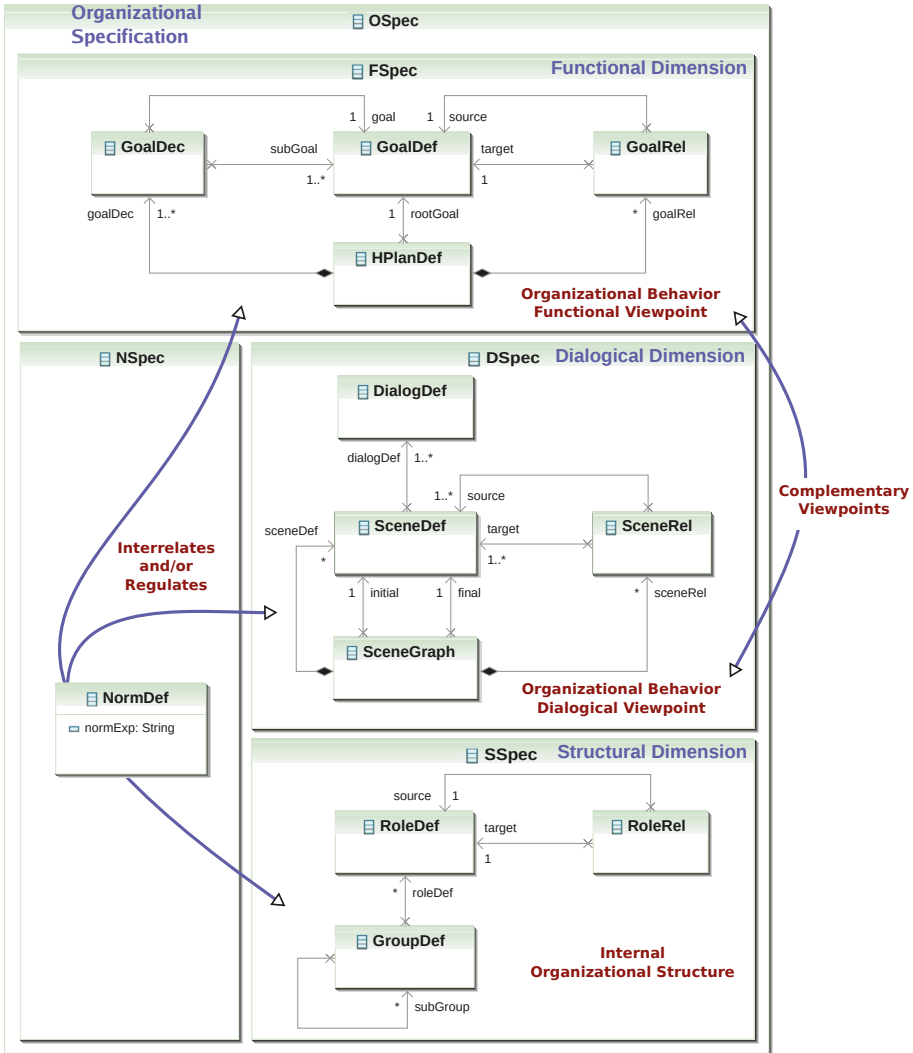 Organizational
Specification
OSpec
FSpec
Functional Dimension
1 goal
1 source
GoalDec
GoalDef
GoalRel
subGoal
target
1..*
1
goalDec
1..*
1 rootGoal
* goalRel
HPlanDef
Organizational Behavior
Functional Viewpoint
NSpec
DSpec
Dialogical Dimension
DialogDef
dialogDef 1..*
1..* source
Complementary
Viewpoints
sceneDef
*
SceneDef
target
1..*
SceneRel
Interrelates
and/or
Regulates
1 initial
1 final
* sceneRel
SceneGraph
Organizational Behavior
Dialogical Viewpoint
NormDef
normExp: String
SSpec
Structural Dimension
source 1
RoleDef
target
1
RoleRel
* roleDef
GroupDef
Internal
Organizational Structure
* subGroup